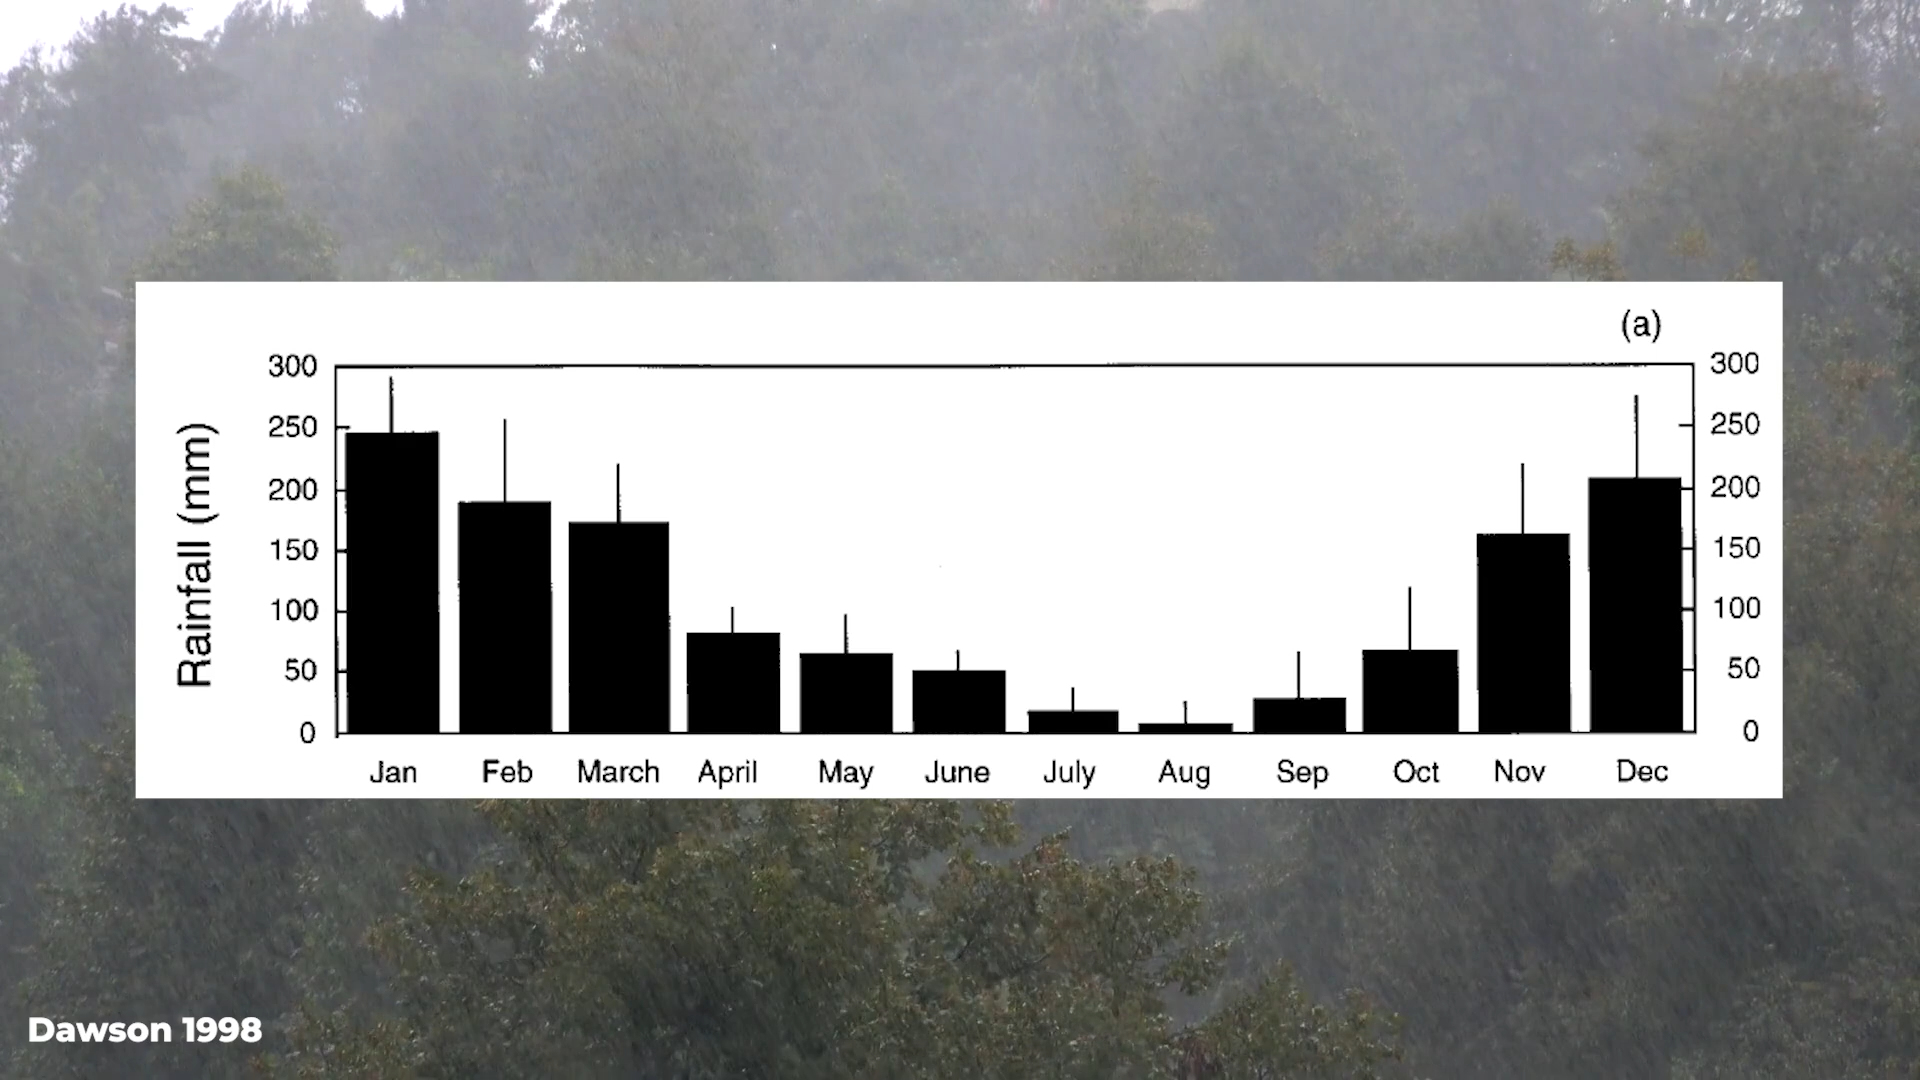 (a)
300 300
250 250
200 200
150 150
100 100
50 50
0 0
Rainfall (mm)
Jan Feb March April May June July Aug Sep Oct Nov Dec
Dawson 1998